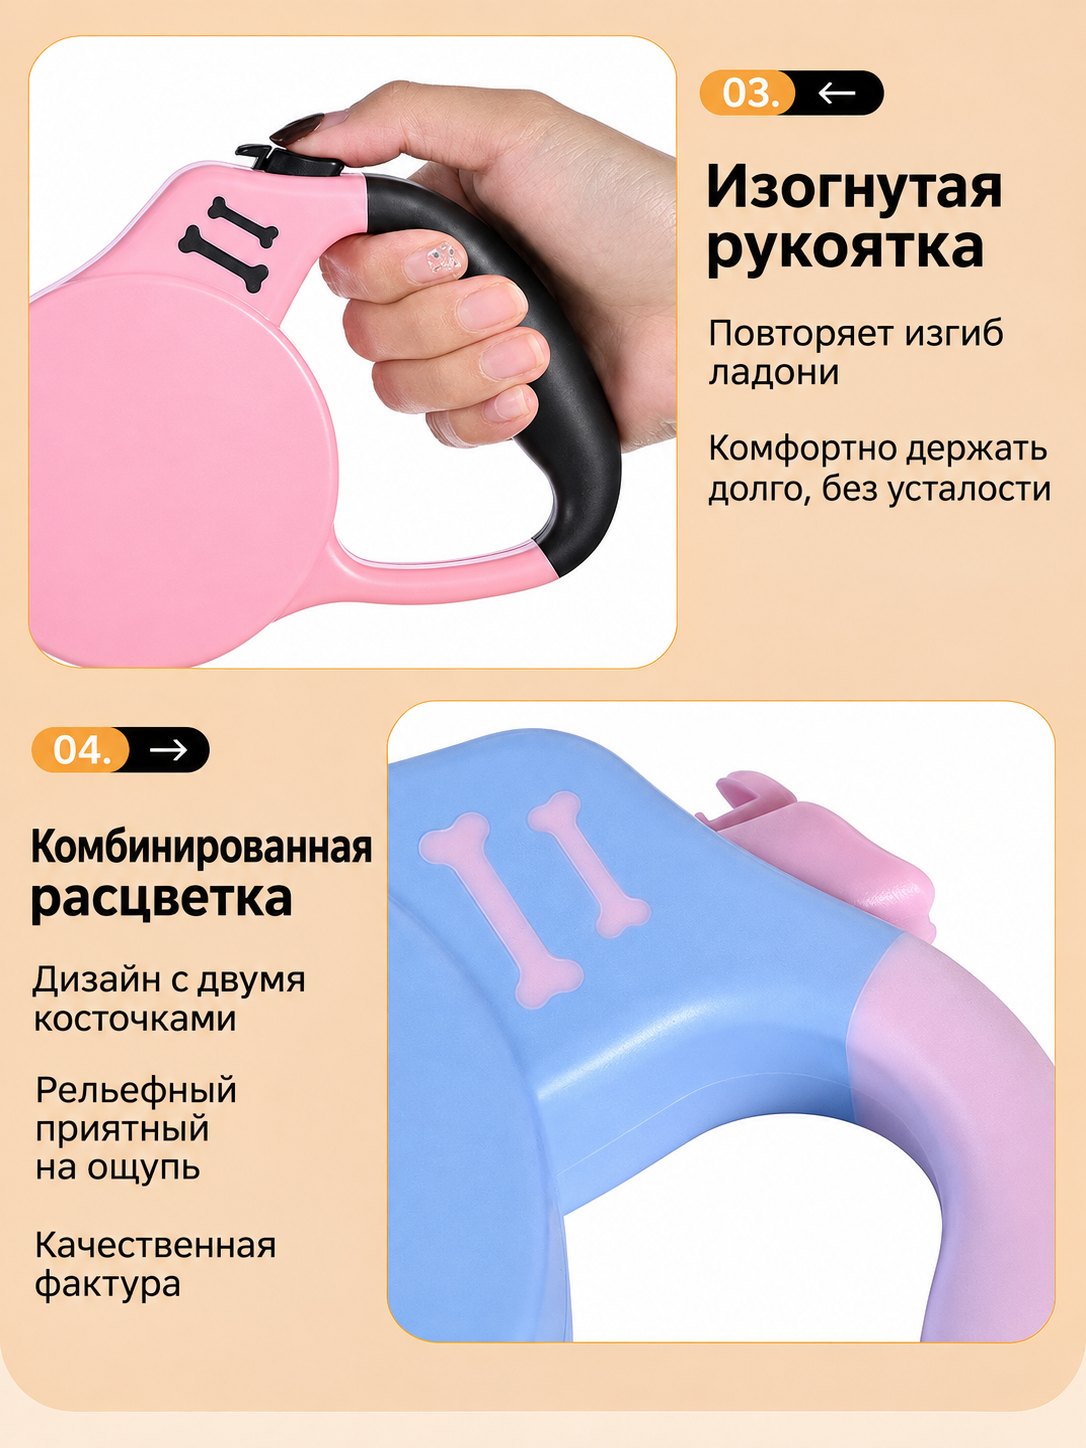 03. ←
Изогнутая
рукоятка
Повторяет изгиб
ладони
Комфортно держать
долго, без усталости
04. →
Комбинированная
расцветка
Дизайн с двумя
косточками
Рельефный
приятный
на ощупь
Качественная
фактура